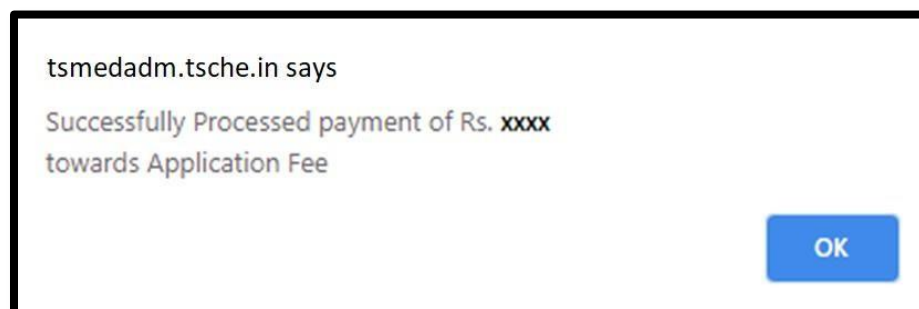 tsmedadm.tsche.in says
Successfully Processed payment of Rs. xxxx
towards Application Fee
OK